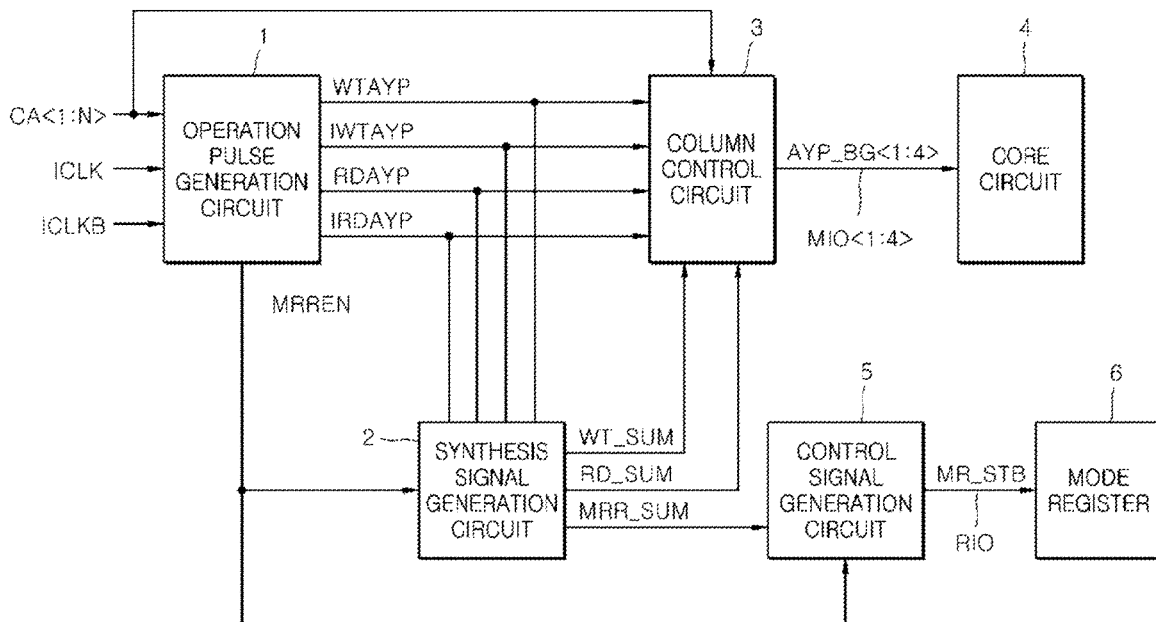 1
3
4
CA<1:N>
ICLK
ICLKB
OPERATION
PULSE
GENERATION
CIRCUIT
WTAYP
IWTAYP
RDAYP
IRDAYP
COLUMN
CONTROL
CIRCUIT
AYP_BG<1:4>
MIO<1:4>
CORE
CIRCUIT
MRREN
2
SYNTHESIS
SIGNAL
GENERATION
CIRCUIT
WT_SUM
RD_SUM
MRR_SUM
5
CONTROL
SIGNAL
GENERATION
CIRCUIT
MR_STB
RIO
6
MODE
REGISTER